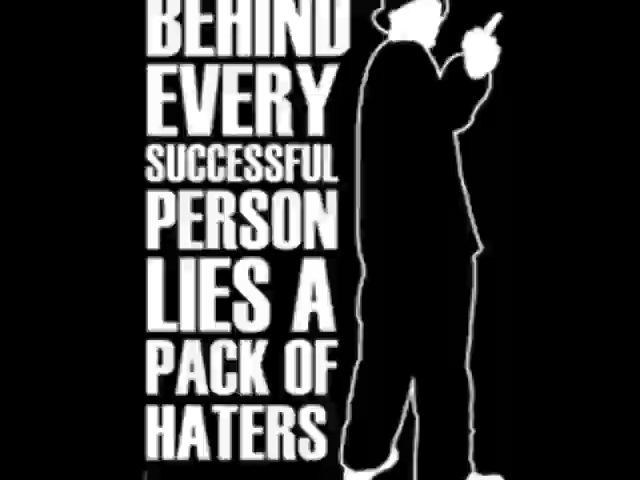 BEHIND
EVERY
SUCCESSFUL
PERSON
LIES A
PACK OF
HATERS